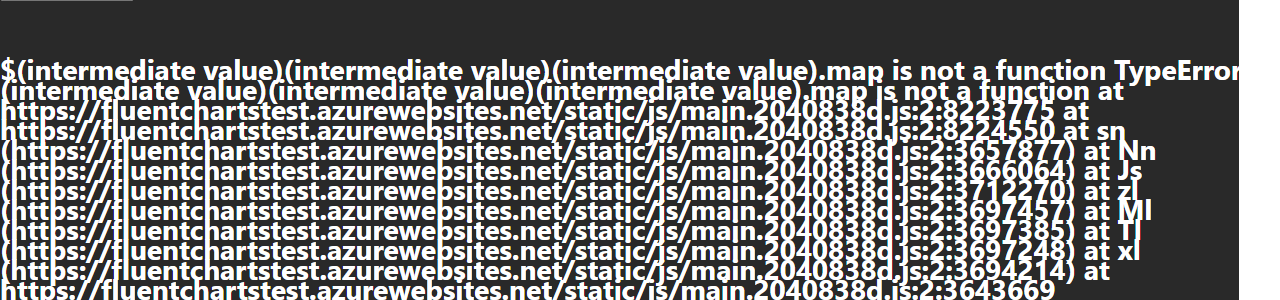 $(intermediate value)(intermediate value)(intermediate value).map is not a function TypeError
(intermediate value)(intermediate value)(intermediate value).map is not a function at
https://fluentchartstest.azurewebsites.net/static/js/main.2040838d.js:2:8223775 at
https://fluentchartstest.azurewebsites.net/static/js/main.2040838d.js:2:8224550 at sn
(https://fluentchartstest.azurewebsites.net/static/js/main.2040838d.js:2:3657877) at Nn
(https://fluentchartstest.azurewebsites.net/static/js/main.2040838d.js:2:3666064) at Js
(https://fluentchartstest.azurewebsites.net/static/js/main.2040838d.js:2:3712270) at zl
(https://fluentchartstest.azurewebsites.net/static/js/main.2040838d.js:2:3697457) at Ml
(https://fluentchartstest.azurewebsites.net/static/js/main.2040838d.js:2:3697385) at Tl
(https://fluentchartstest.azurewebsites.net/static/js/main.2040838d.js:2:3697248) at xl
(https://fluentchartstest.azurewebsites.net/static/js/main.2040838d.js:2:3694214) at
https://fluentchartstest.azurewebsites.net/static/js/main.2040838d.js:2:3643669